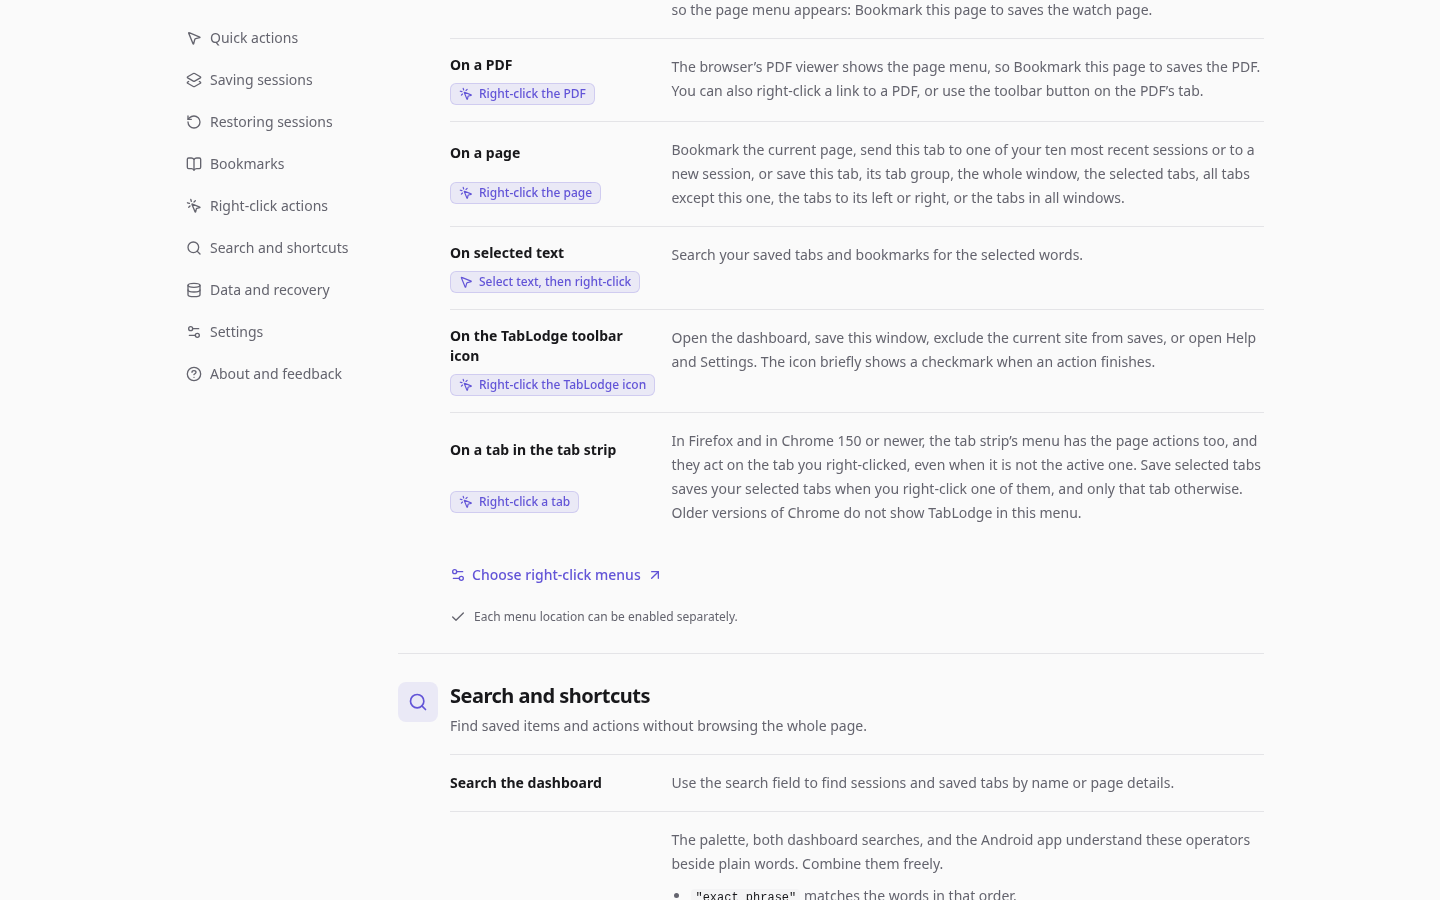 so the page menu appears: Bookmark this page to saves the watch page.
Quick actions
Saving sessions
Restoring sessions
Bookmarks
Right-click actions
Search and shortcuts
Data and recovery
Settings
About and feedback
On a PDF
Right-click the PDF
The browser’s PDF viewer shows the page menu, so Bookmark this page to saves the PDF.
You can also right-click a link to a PDF, or use the toolbar button on the PDF’s tab.
On a page
Right-click the page
Bookmark the current page, send this tab to one of your ten most recent sessions or to a
new session, or save this tab, its tab group, the whole window, the selected tabs, all tabs
except this one, the tabs to its left or right, or the tabs in all windows.
On selected text
Select text, then right-click
Search your saved tabs and bookmarks for the selected words.
On the TabLodge toolbar
icon
Right-click the TabLodge icon
Open the dashboard, save this window, exclude the current site from saves, or open Help
and Settings. The icon briefly shows a checkmark when an action finishes.
On a tab in the tab strip
Right-click a tab
In Firefox and in Chrome 150 or newer, the tab strip’s menu has the page actions too, and
they act on the tab you right-clicked, even when it is not the active one. Save selected tabs
saves your selected tabs when you right-click one of them, and only that tab otherwise.
Older versions of Chrome do not show TabLodge in this menu.
Choose right-click menus
Each menu location can be enabled separately.
Search and shortcuts
Find saved items and actions without browsing the whole page.
Search the dashboard
Use the search field to find sessions and saved tabs by name or page details.
The palette, both dashboard searches, and the Android app understand these operators
beside plain words. Combine them freely.
"exact phrase" matches the words in that order.